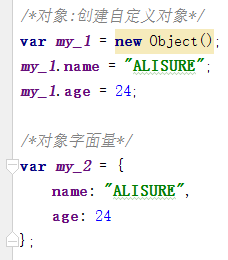 /*对象:创建自定义对象*/
var my_1 = new Object();
my_1.name = "ALISURE";
my_1.age = 24;
/*对象字面量*/
var my_2 = {
name: "ALISURE",
age: 24
};